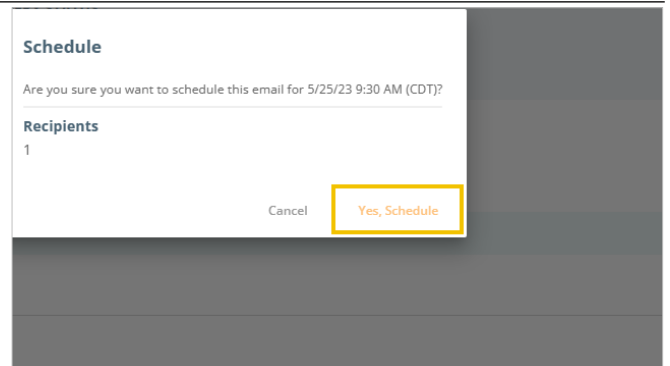 Schedule
Are you sure you want to schedule this email for 5/25/23 9:30 AM (CDT)?
Recipients
1
Cancel
Yes, Schedule